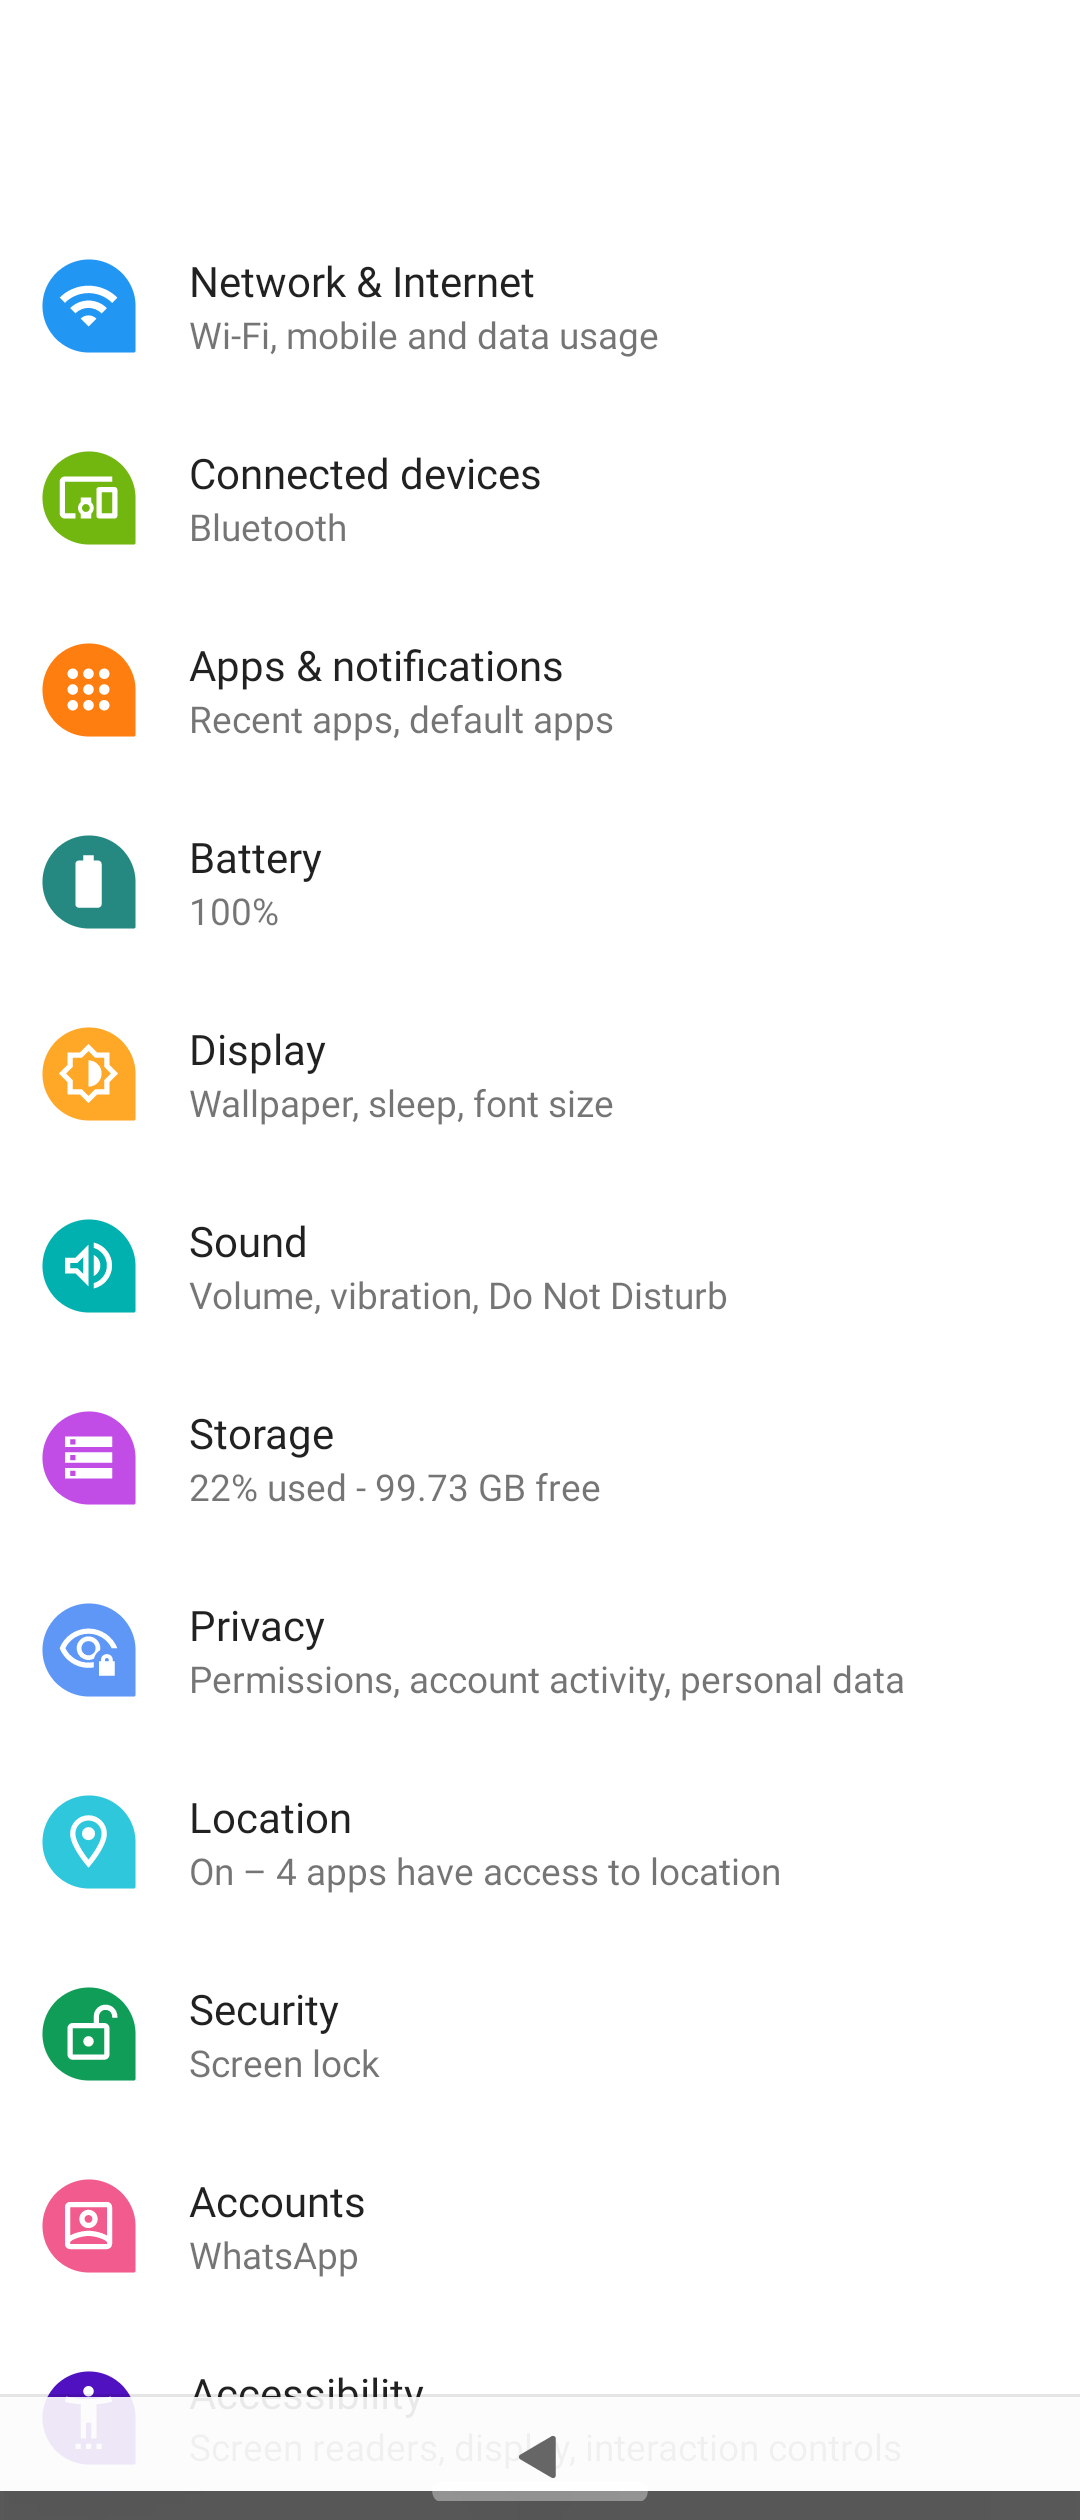 Network & Internet
Wi-Fi, mobile and data usage
Connected devices
Bluetooth
Apps & notifications
Recent apps, default apps
Battery
100%
Display
Wallpaper, sleep, font size
Sound
Volume, vibration, Do Not Disturb
Storage
22% used - 99.73 GB free
Privacy
Permissions, account activity, personal data
Location
On – 4 apps have access to location
Security
Screen lock
Accounts
WhatsApp
Accessibility
Screen readers, display, interaction controls